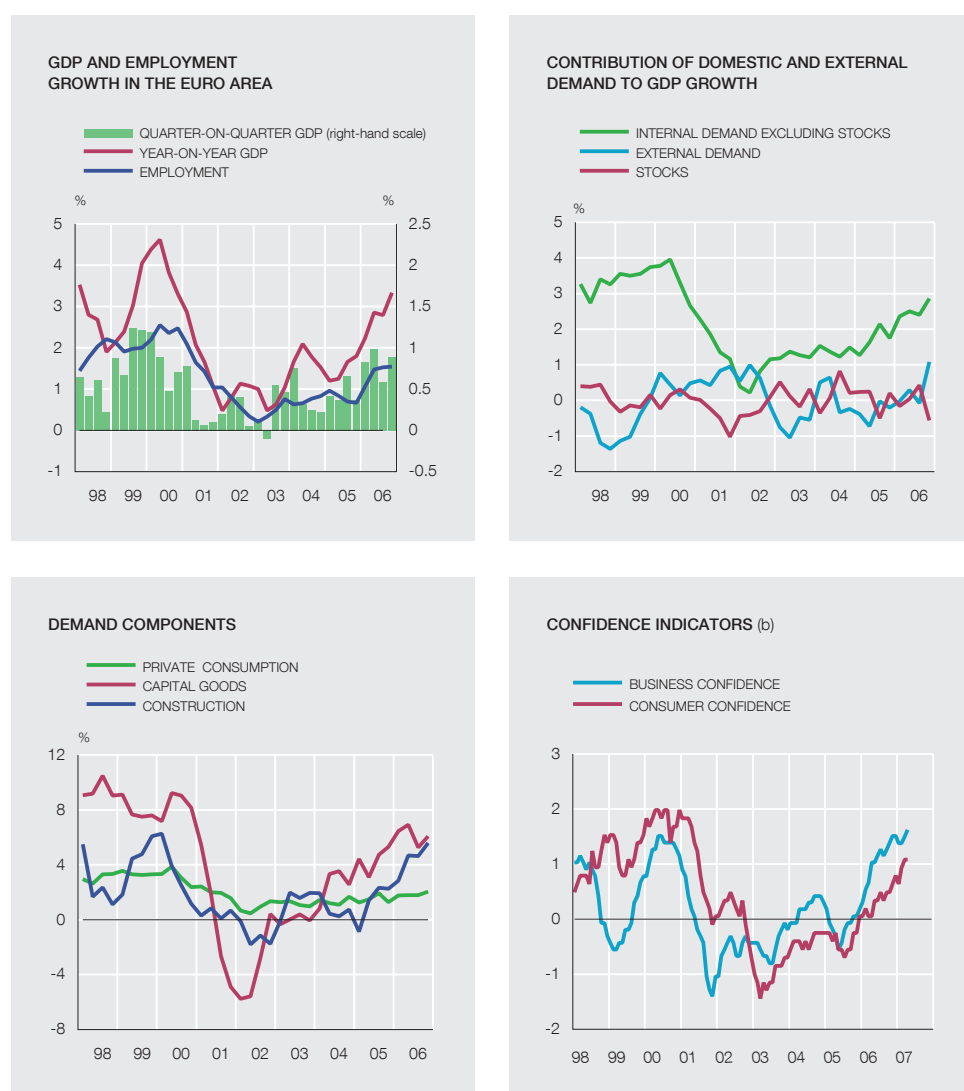 GDP AND EMPLOYMENT
GROWTH IN THE EURO AREA
QUARTER-ON-QUARTER GDP (right-hand scale)
YEAR-ON-YEAR GDP
EMPLOYMENT
% %
5 2.5
4 2
3 1.5
2 1
1 0.5
0 0
-1 -0.5
98 99 00 01 02 03 04 05 06
CONTRIBUTION OF DOMESTIC AND EXTERNAL
DEMAND TO GDP GROWTH
INTERNAL DEMAND EXCLUDING STOCKS
EXTERNAL DEMAND
STOCKS
%
5
4
3
2
1
0
-1
-2
98 99 00 01 02 03 04 05 06
DEMAND COMPONENTS
PRIVATE CONSUMPTION
CAPITAL GOODS
CONSTRUCTION
%
12
8
4
0
-4
-8
98 99 00 01 02 03 04 05 06
CONFIDENCE INDICATORS (b)
BUSINESS CONFIDENCE
CONSUMER CONFIDENCE
3
2
1
0
-1
-2
98 99 00 01 02 03 04 05 06 07